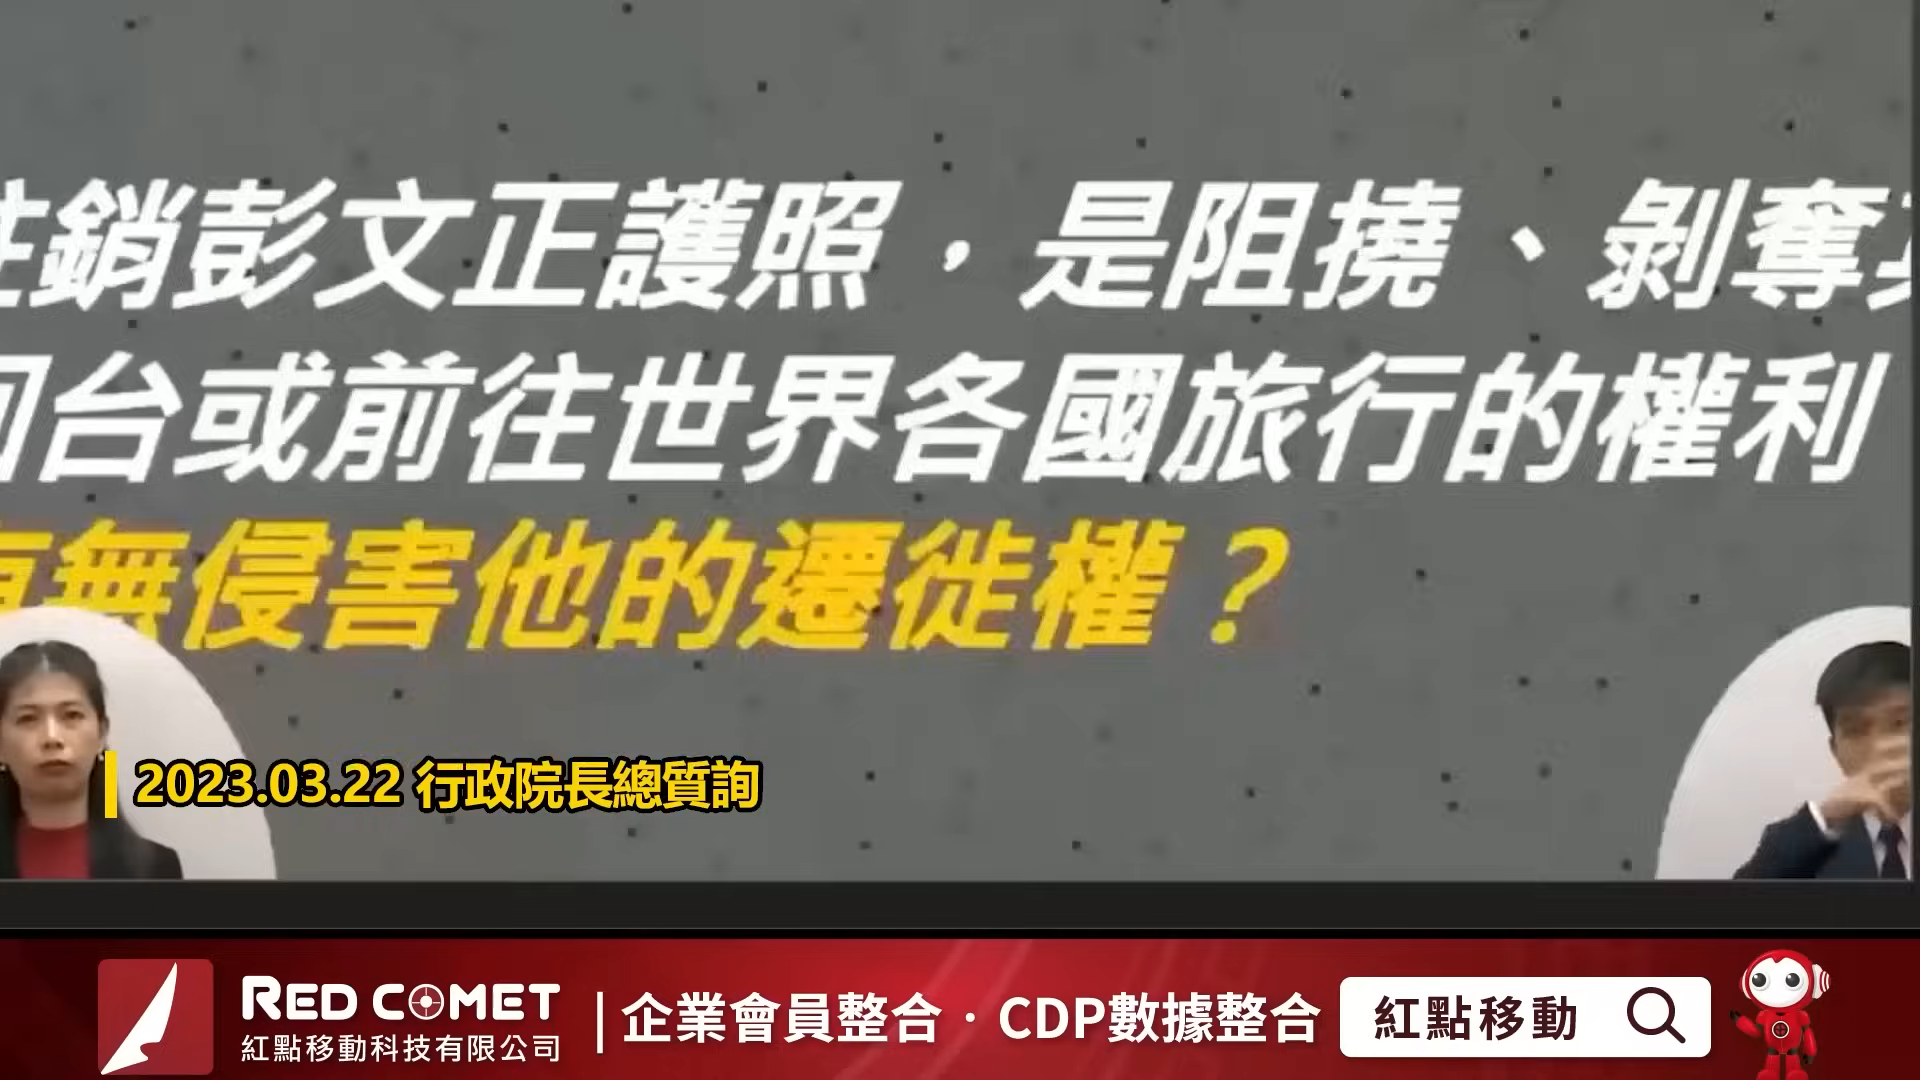 註銷彭文正護照，是阻撓、剝奪其
回台或前往世界各國旅行的權利
有無侵害他的遷徙權？
2023.03.22 行政院長總質詢
RED COMET
紅點移動科技有限公司
| 企業會員整合 · CDP數據整合
紅點移動